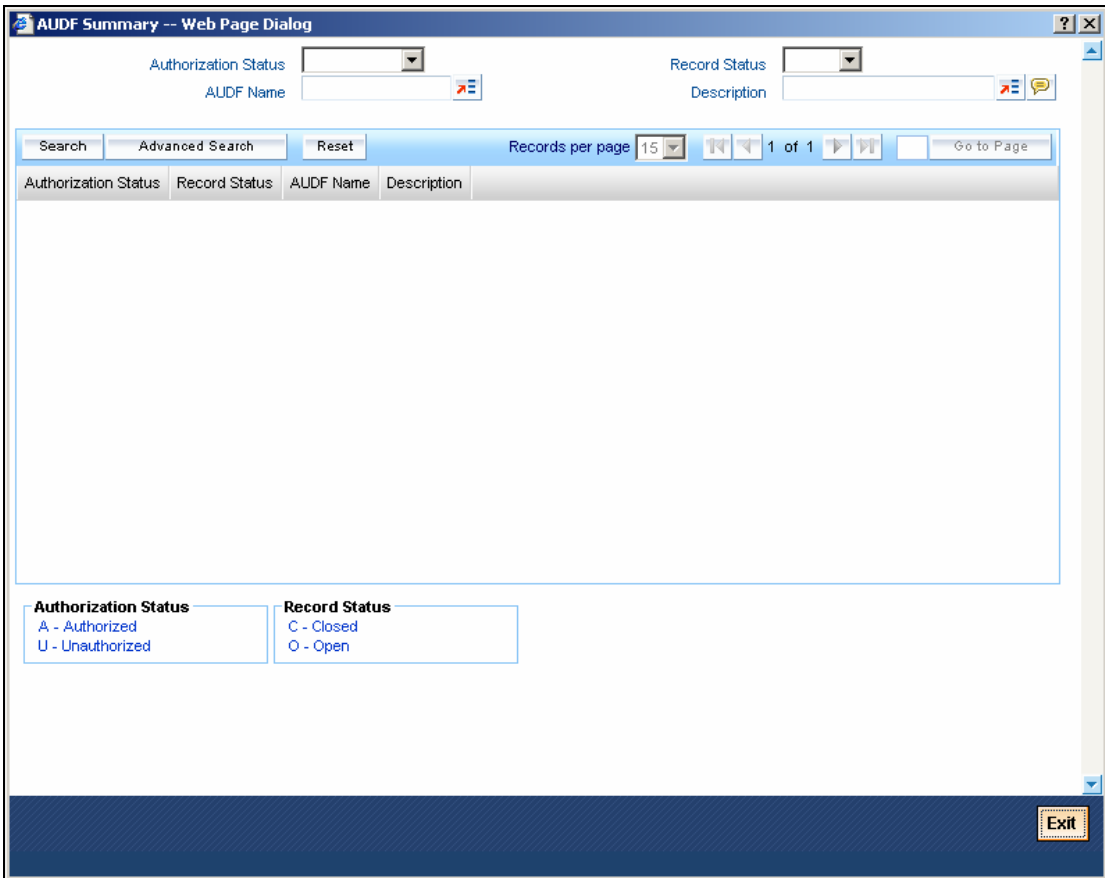 AUDF Summary -- Web Page Dialog ? X
Authorization Status Record Status
AUDF Name Description
Search Advanced Search Reset Records per page 15 1 of 1 Go to Page
Authorization Status Record Status AUDF Name Description
Authorization Status Record Status
A - Authorized C - Closed
U - Unauthorized O - Open
Exit